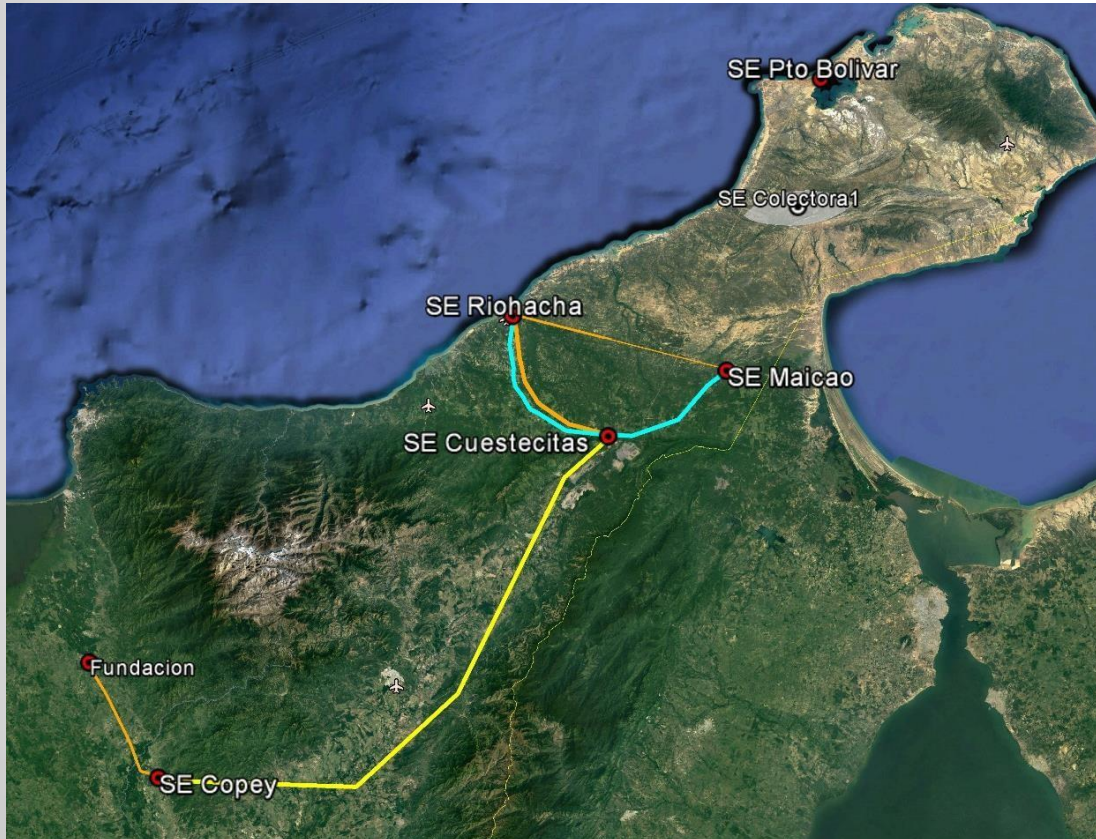 SE Pto Bolivar
SE Colectora1
SE Riohacha
SE Maicao
SE Cuestecitas
Fundacion
SE Copey